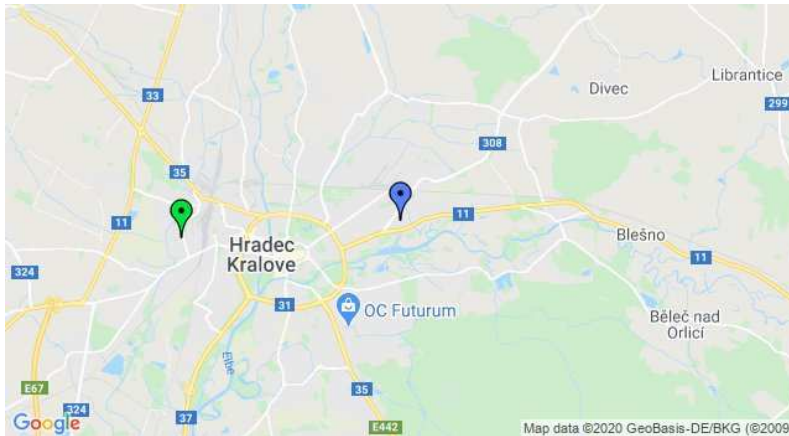 Divec
Librantice
299
33
308
35
11
11
Hradec
Kralove
Blešno
11
324
31
OC Futurum
Běleč nad
Orlicí
Elbe
E67
324
35
37
E442
Google
Map data ©2020 GeoBasis-DE/BKG (©2009